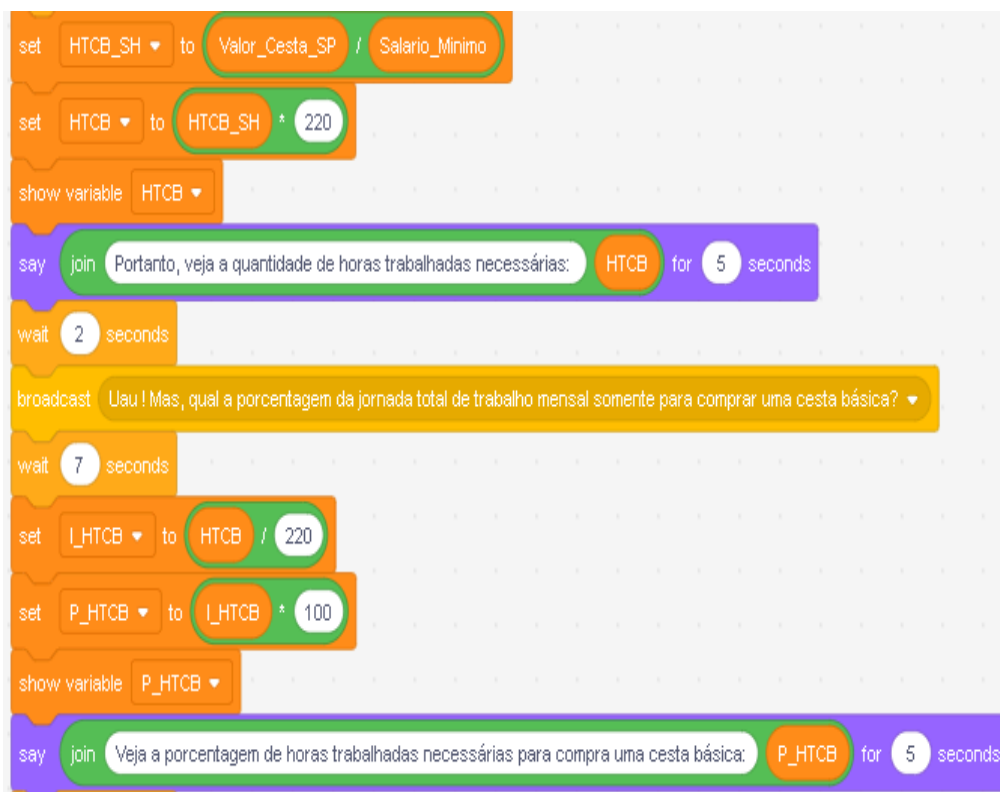 set HTCB_SH to Valor_Cesta_SP / Salario_Minimo
set HTCB to HTCB_SH * 220
show variable HTCB
say join Portanto, veja a quantidade de horas trabalhadas necessárias: HTCB for 5 seconds
wait 2 seconds
broadcast Uau ! Mas, qual a porcentagem da jornada total de trabalho mensal somente para comprar uma cesta básica?
wait 7 seconds
set I_HTCB to HTCB / 220
set P_HTCB to I_HTCB * 100
show variable P_HTCB
say join Veja a porcentagem de horas trabalhadas necessárias para compra uma cesta básica: P_HTCB for 5 seconds